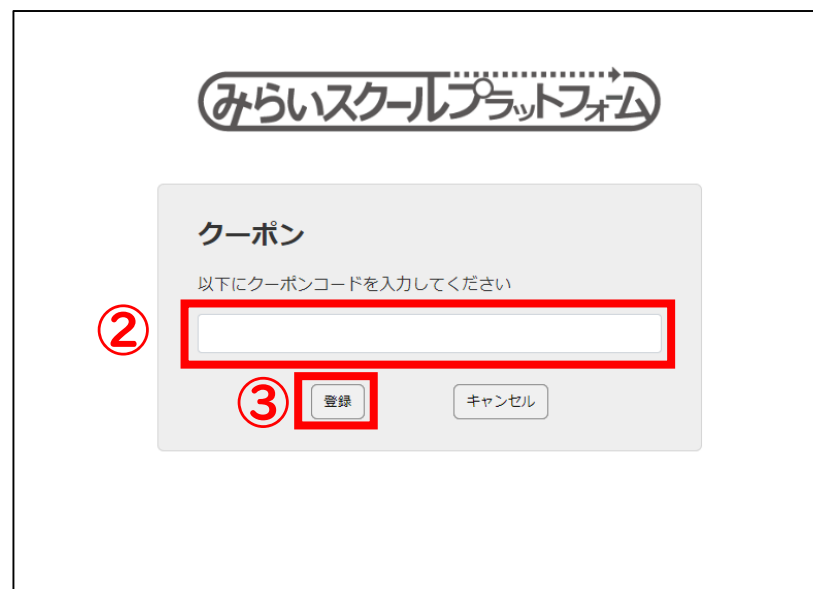 みらいスクールプラットフォーム
クーポン
以下にクーポンコードを入力してください
②
③ 登録 キャンセル